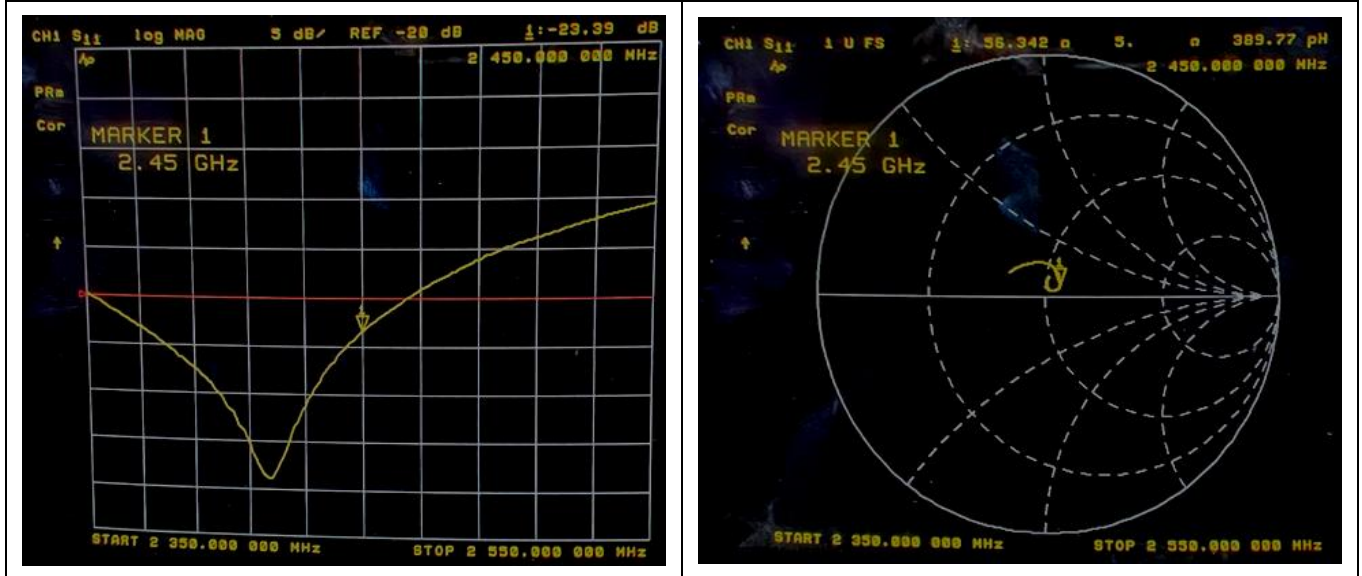 CH1 S11 log MAG 5 dB/ REF -20 dB 1:-23.39 dB
2 450.000 000 MHz
PRm
Cor
MARKER 1
2.45 GHz
START 2 350.000 000 MHz STOP 2 550.000 000 MHz
CH1 S11 1 U FS 1: 56.342 Ω 5. Ω 389.77 pH
2 450.000 000 MHz
PRm
Cor
MARKER 1
2.45 GHz
START 2 350.000 000 MHz STOP 2 550.000 000 MHz